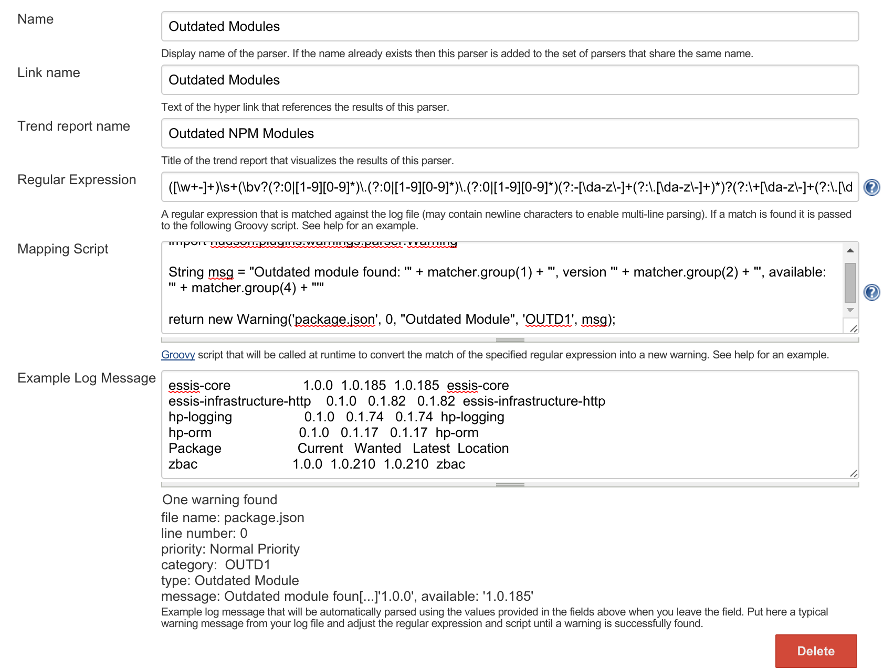 Name
Outdated Modules
Display name of the parser. If the name already exists then this parser is added to the set of parsers that share the same name.
Link name
Outdated Modules
Text of the hyper link that references the results of this parser.
Trend report name
Outdated NPM Modules
Title of the trend report that visualizes the results of this parser.
Regular Expression
([\w+-]+)\s+(\bv?(?:0|[1-9][0-9]*)\.(?:0|[1-9][0-9]*)\.(?:0|[1-9][0-9]*)(?:-[\da-z\-]+(?:\.[\da-z\-]+)*)?(?:\+[\da-z\-]+(?:\.[\d
A regular expression that is matched against the log file (may contain newline characters to enable multi-line parsing). If a match is found it is passed
to the following Groovy script. See help for an example.
Mapping Script
import hudson.plugins.warnings.parser.Warning
String msg = "Outdated module found: '" + matcher.group(1) + "', version '" + matcher.group(2) + "', available:
'" + matcher.group(4) + "'"
return new Warning('package.json', 0, "Outdated Module", 'OUTD1', msg);
Groovy script that will be called at runtime to convert the match of the specified regular expression into a new warning. See help for an example.
Example Log Message
essis-core 1.0.0 1.0.185 1.0.185 essis-core
essis-infrastructure-http 0.1.0 0.1.82 0.1.82 essis-infrastructure-http
hp-logging 0.1.0 0.1.74 0.1.74 hp-logging
hp-orm 0.1.0 0.1.17 0.1.17 hp-orm
Package Current Wanted Latest Location
zbac 1.0.0 1.0.210 1.0.210 zbac
One warning found
file name: package.json
line number: 0
priority: Normal Priority
category: OUTD1
type: Outdated Module
message: Outdated module foun[...]'1.0.0', available: '1.0.185'
Example log message that will be automatically parsed using the values provided in the fields above when you leave the field. Put here a typical
warning message from your log file and adjust the regular expression and script until a warning is successfully found.
Delete